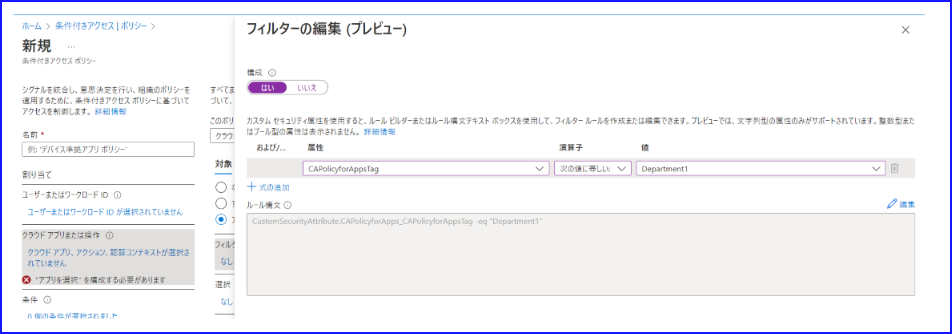 ホーム > 条件付きアクセス | ポリシー >
新規 ...
条件付きアクセス ポリシー
シグナルを統合し、意思決定を行い、組織のポリシーを
適用するために、条件付きアクセス ポリシーに基づいて
アクセスを制御します。 詳細情報
名前 *
例: 'デバイス準拠アプリ ポリシー'
割り当て
ユーザーまたはワークロード ID
ユーザーまたはワークロード ID が選択されていません
クラウド アプリまたは操作
クラウド アプリ、アクション、認証コンテキストが選択さ
れていません
"アプリを選択" を構成する必要があります
条件
0 個の条件が選択されました
すべてま
づいて、
このポリ
クラウ
対象
フィルタ
なし
選択
なし
フィルターの編集 (プレビュー)
構成
はい いいえ
カスタム セキュリティ属性を使用すると、ルール ビルダーまたはルール構文テキスト ボックスを使用して、フィルター ルールを作成または編集できます。プレビューでは、文字列型の属性のみがサポートされています。整数型ま
たはブール型の属性は表示されません。 詳細情報
および/... 属性 演算子 値
CAPolicyforAppsTag 次の値に等しい Department1
+ 式の追加
ルール構文 編集
CustomSecurityAttribute.CAPolicyforApps_CAPolicyforAppsTag -eq "Department1"